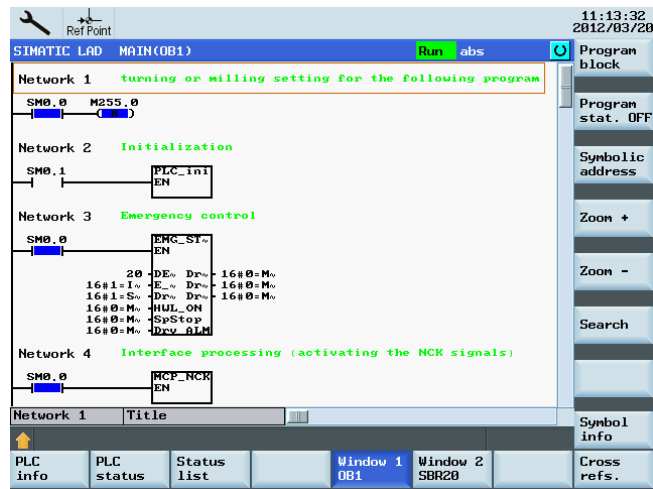 11:13:32
Ref Point
2012/03/20
SIMATIC LAD MAIN(OB1) Run abs
Program
block
Network 1 turning or milling setting for the following program
SM0.0 M255.0
Program
stat. OFF
Network 2 Initialization
SM0.1 PLC_ini
EN
Symbolic
address
Network 3 Emergency control
Zoom +
SM0.0 EMG_ST~
EN
20 DE~ Dr~ 16#0=M~
16#1=I~ E_~ Dr~ 16#0=M~
16#1=S~ Dr~ Dr~ 16#0=M~
16#0=M~ HWL_ON
16#0=M~ SpStop
16#0=M~ Drv_ALM
Zoom -
Search
Network 4 Interface processing (activating the NCK signals)
SM0.0 MCP_NCK
EN
Network 1 Title
Symbol
info
PLC
info
PLC
status
Status
list
Window 1
OB1
Window 2
SBR20
Cross
refs.